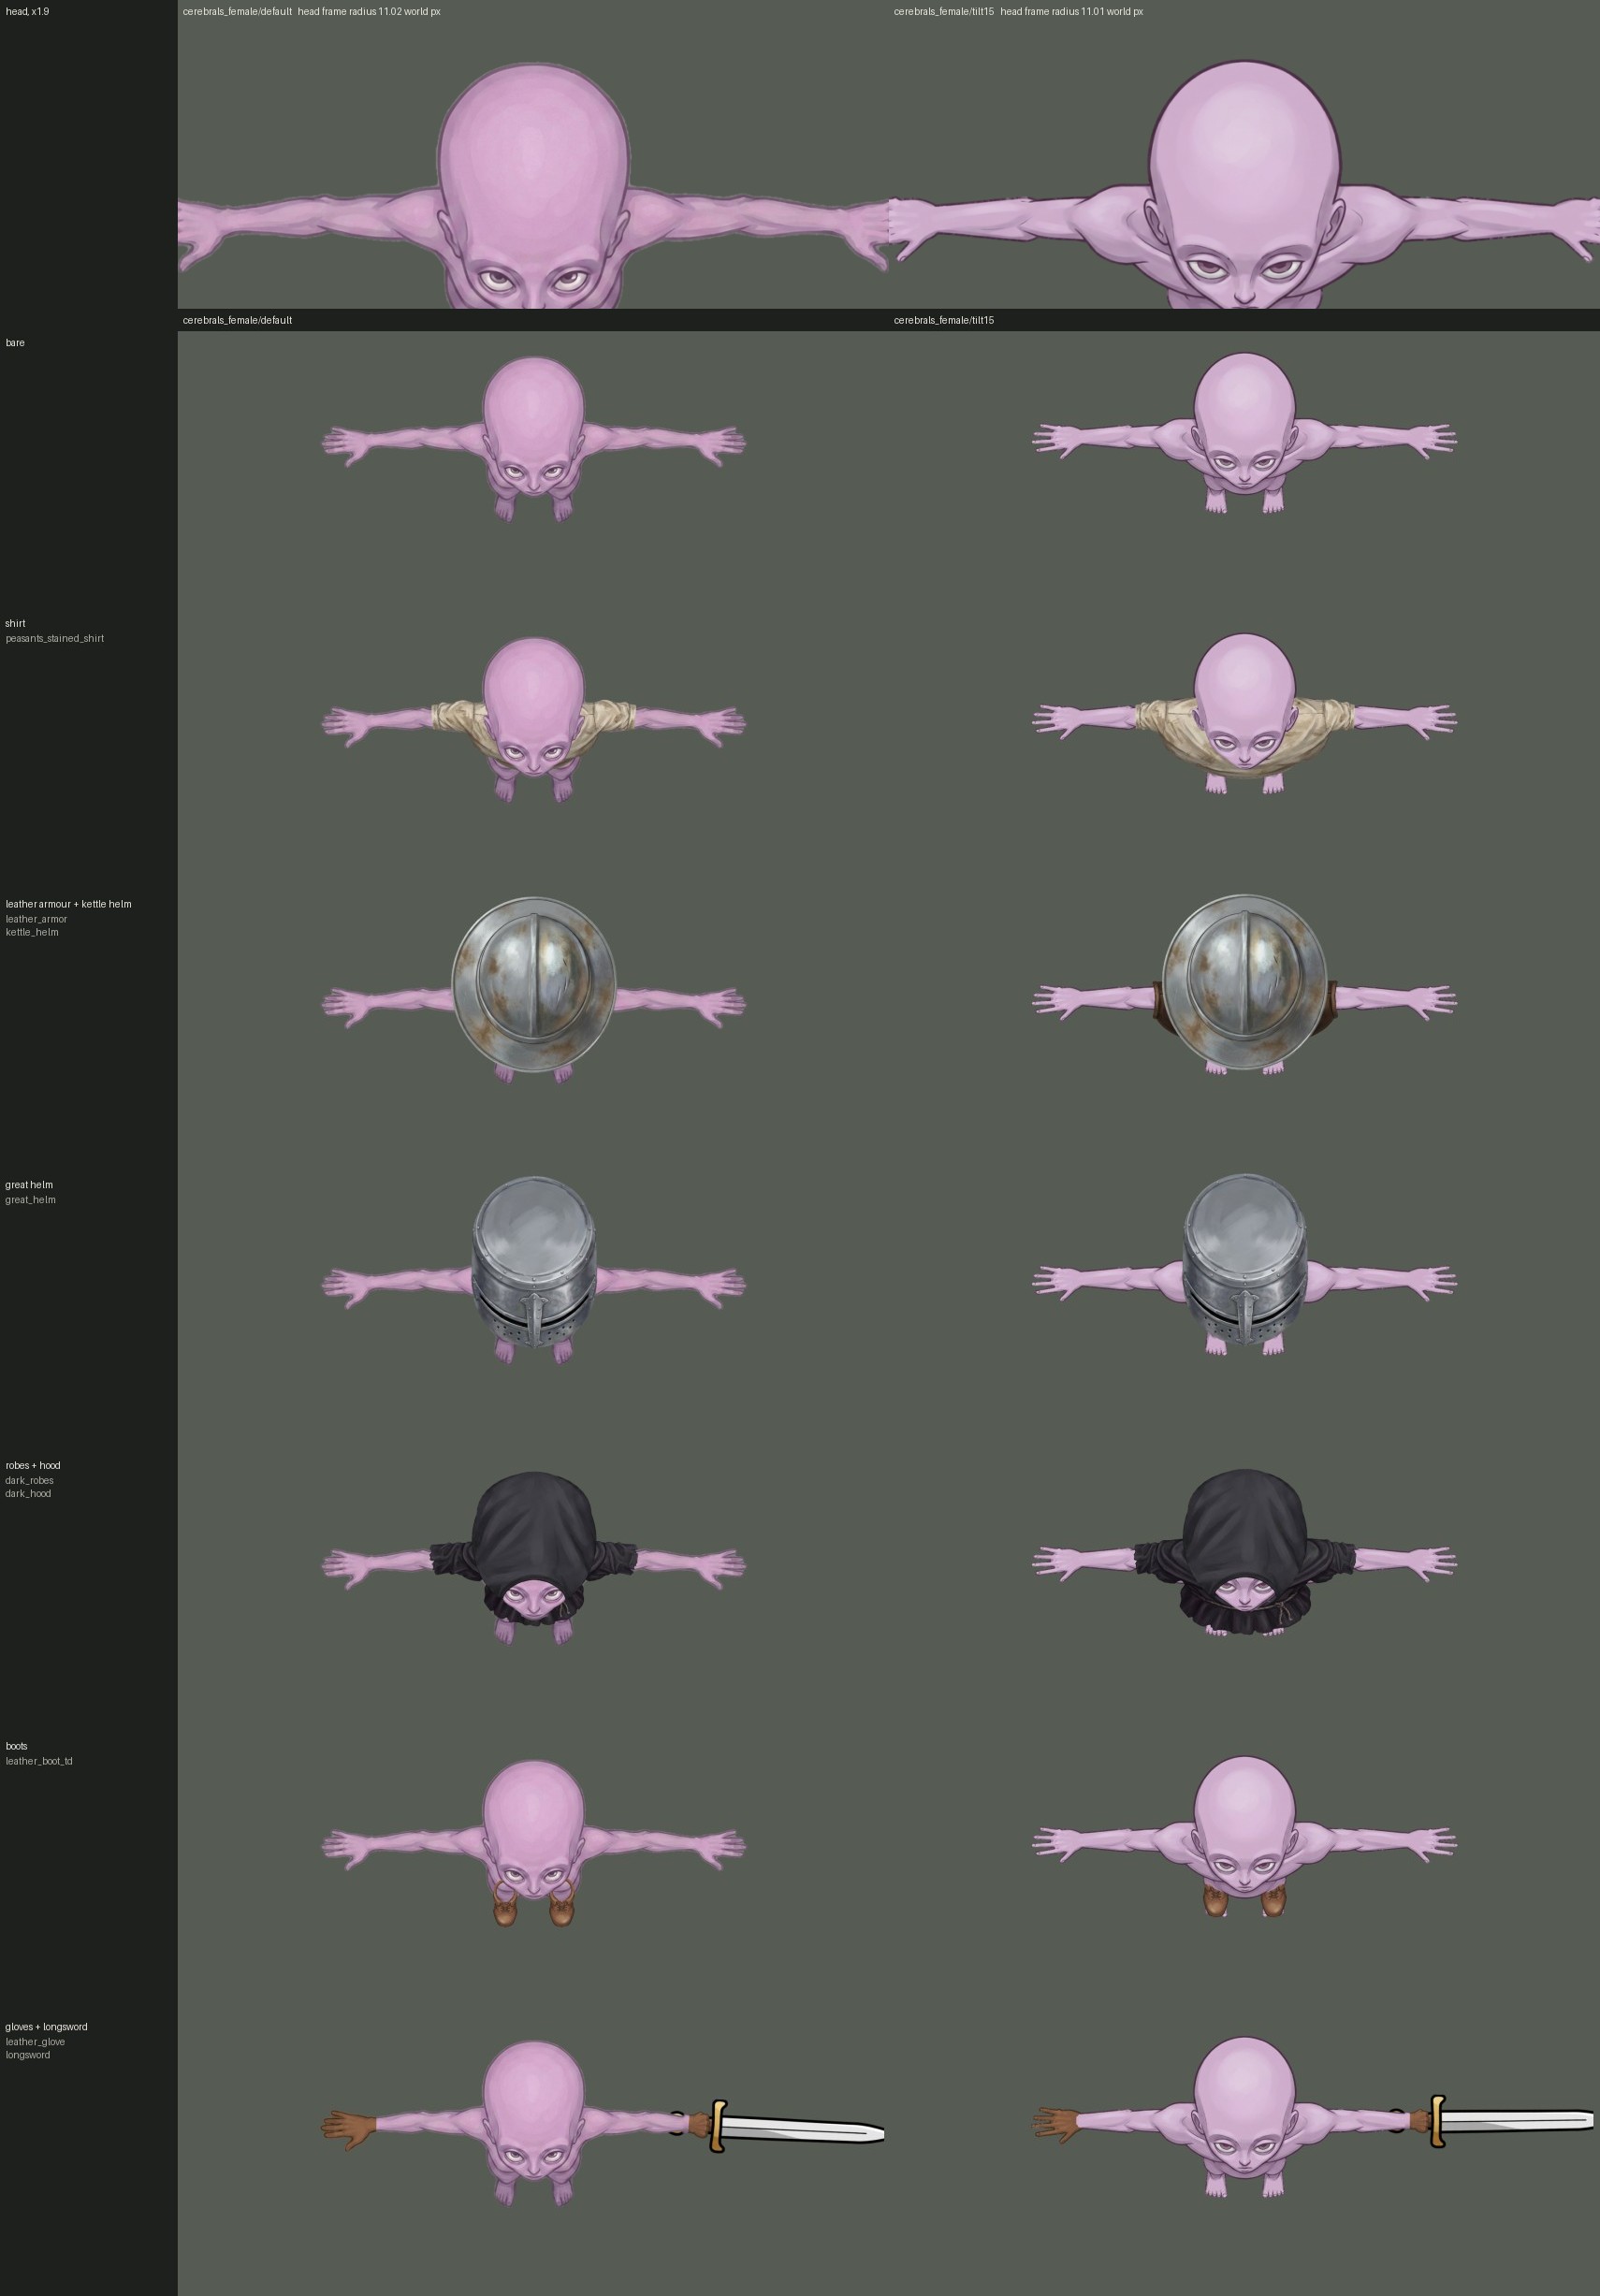 head, x1.9
cerebrals_female/default head frame radius 11.02 world px
cerebrals_female/tilt15 head frame radius 11.01 world px
cerebrals_female/default
cerebrals_female/tilt15
bare
shirt
peasants_stained_shirt
leather armour + kettle helm
leather_armor
kettle_helm
great helm
great_helm
robes + hood
dark_robes
dark_hood
boots
leather_boot_td
gloves + longsword
leather_glove
longsword